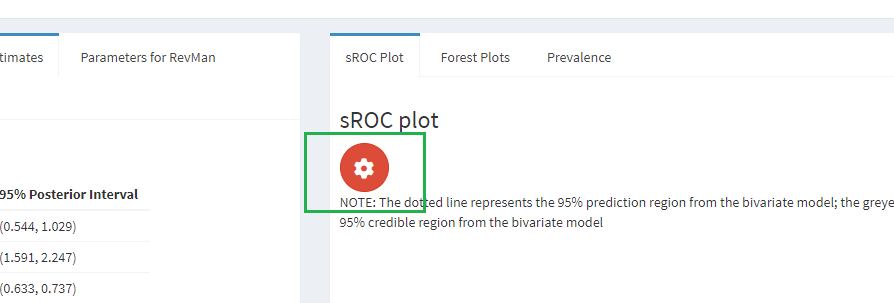 Parameters for RevMan
95% Posterior Interval
(0.544, 1.029)
(1.591, 2.247)
(0.633, 0.737)
sROC Plot
Forest Plots
Prevalence
sROC plot
NOTE: The dotted line represents the 95% prediction region from the bivariate model; the
95% credible region from the bivariate model